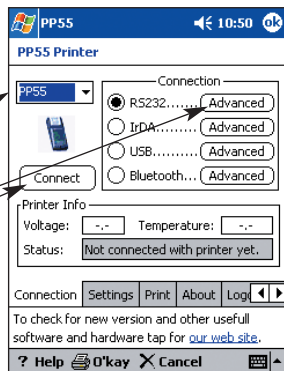 PP55 10:50 ok
PP55 Printer
PP55
Connection
RS232...... Advanced
IrDA......... Advanced
USB.......... Advanced
Bluetooth... Advanced
Connect
Printer Info
Voltage: -.- Temperature: -.-
Status: Not connected with printer yet.
Connection Settings Print About Logo
To check for new version and other usefull
software and hardware tap for our web site.
? Help O'kay Cancel